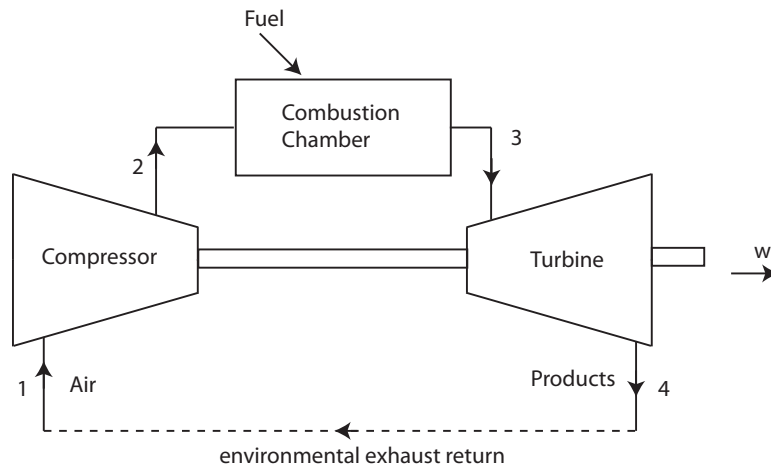 Fuel
Combustion
Chamber
2
3
Compressor
Turbine
w
1
Air
Products
4
environmental exhaust return